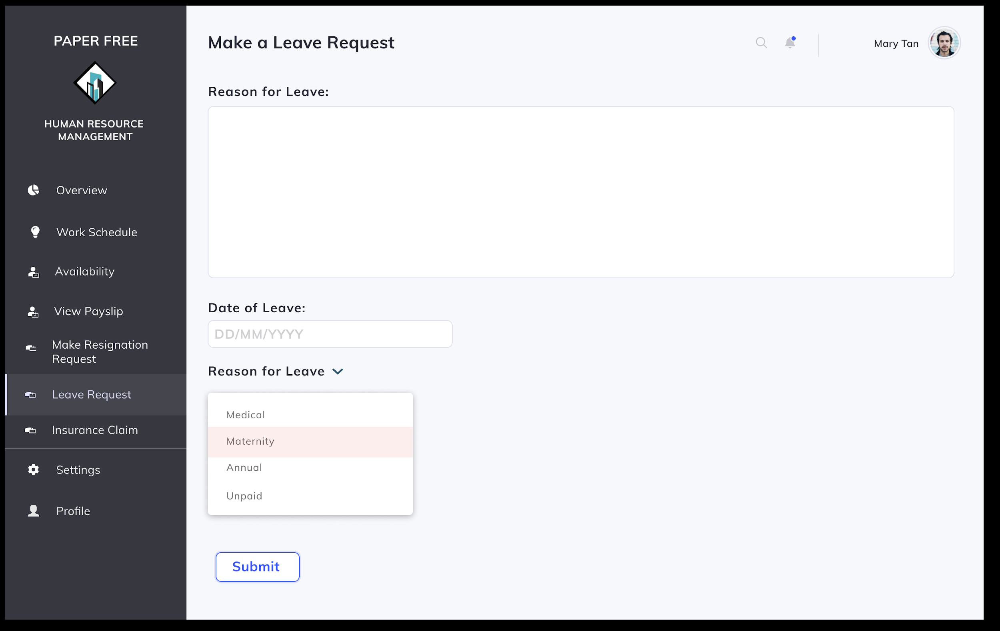 PAPER FREE
HUMAN RESOURCE
MANAGEMENT
Overview
Work Schedule
Availability
View Payslip
Make Resignation
Request
Leave Request
Insurance Claim
Settings
Profile
Make a Leave Request
Mary Tan
Reason for Leave:
Date of Leave:
DD/MM/YYYY
Reason for Leave
Medical
Maternity
Annual
Unpaid
Submit